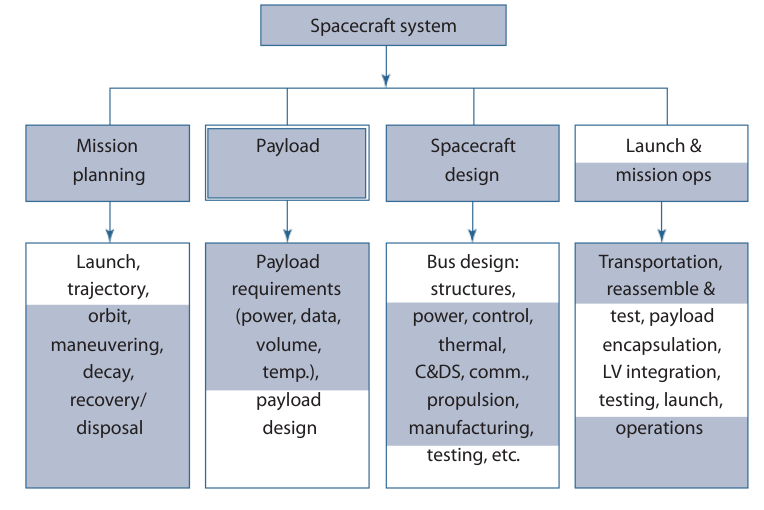 Spacecraft system
Mission
planning
Payload
Spacecraft
design
Launch &
mission ops
Launch,
trajectory,
orbit,
maneuvering,
decay,
recovery/
disposal
Payload
requirements
(power, data,
volume,
temp.),
payload
design
Bus design:
structures,
power, control,
thermal,
C&DS, comm.,
propulsion,
manufacturing,
testing, etc.
Transportation,
reassemble &
test, payload
encapsulation,
LV integration,
testing, launch,
operations